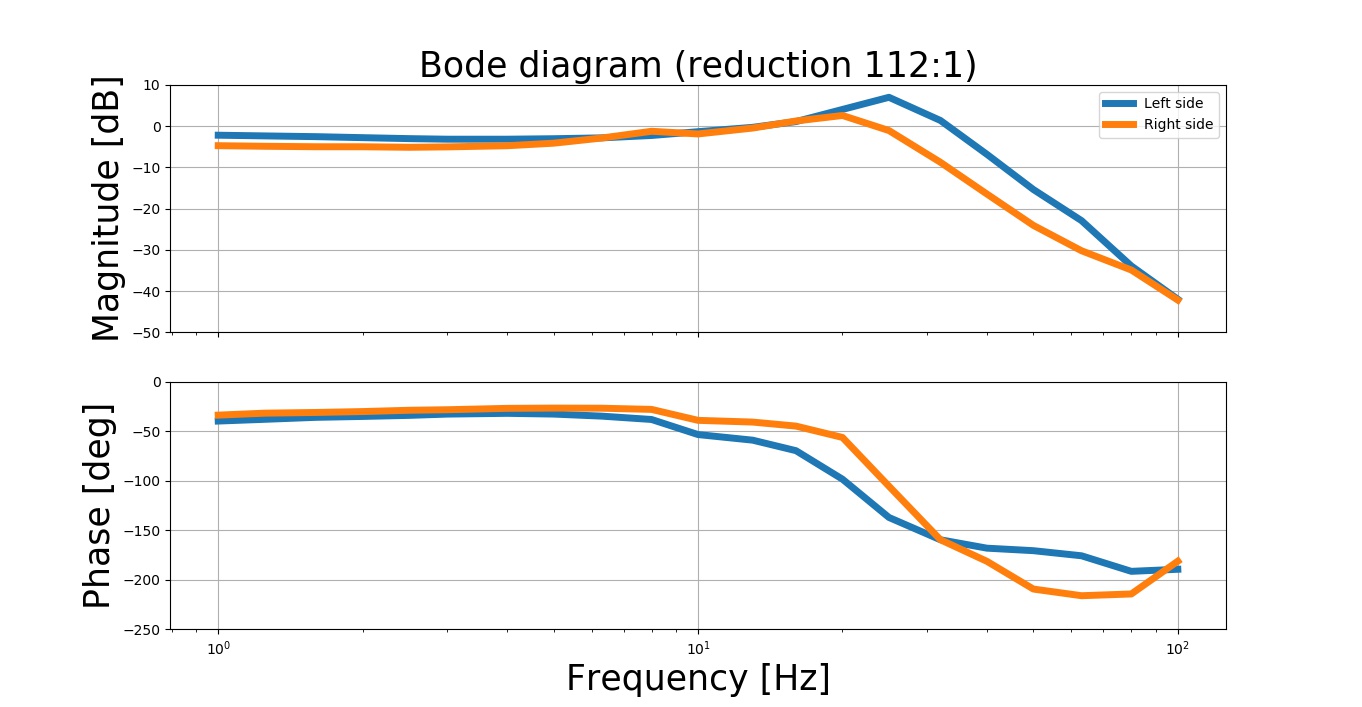 Bode diagram (reduction 112:1)
Magnitude [dB]
10
0
−10
−20
−30
−40
−50
Left side
Right side
Phase [deg]
0
−50
−100
−150
−200
−250
10⁰
10¹
10²
Frequency [Hz]